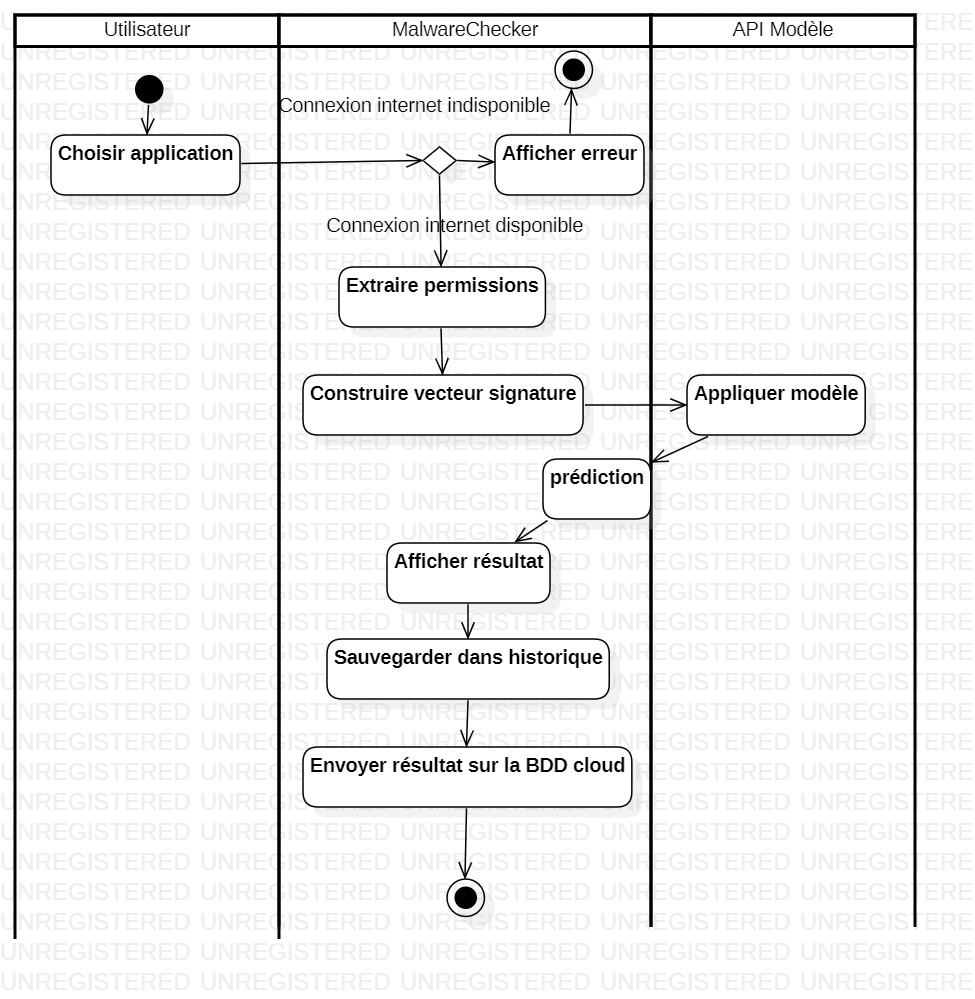 Utilisateur
MalwareChecker
API Modèle
Connexion internet indisponible
Choisir application
Afficher erreur
Connexion internet disponible
Extraire permissions
Construire vecteur signature
Appliquer modèle
prédiction
Afficher résultat
Sauvegarder dans historique
Envoyer résultat sur la BDD cloud
UNREGISTERED